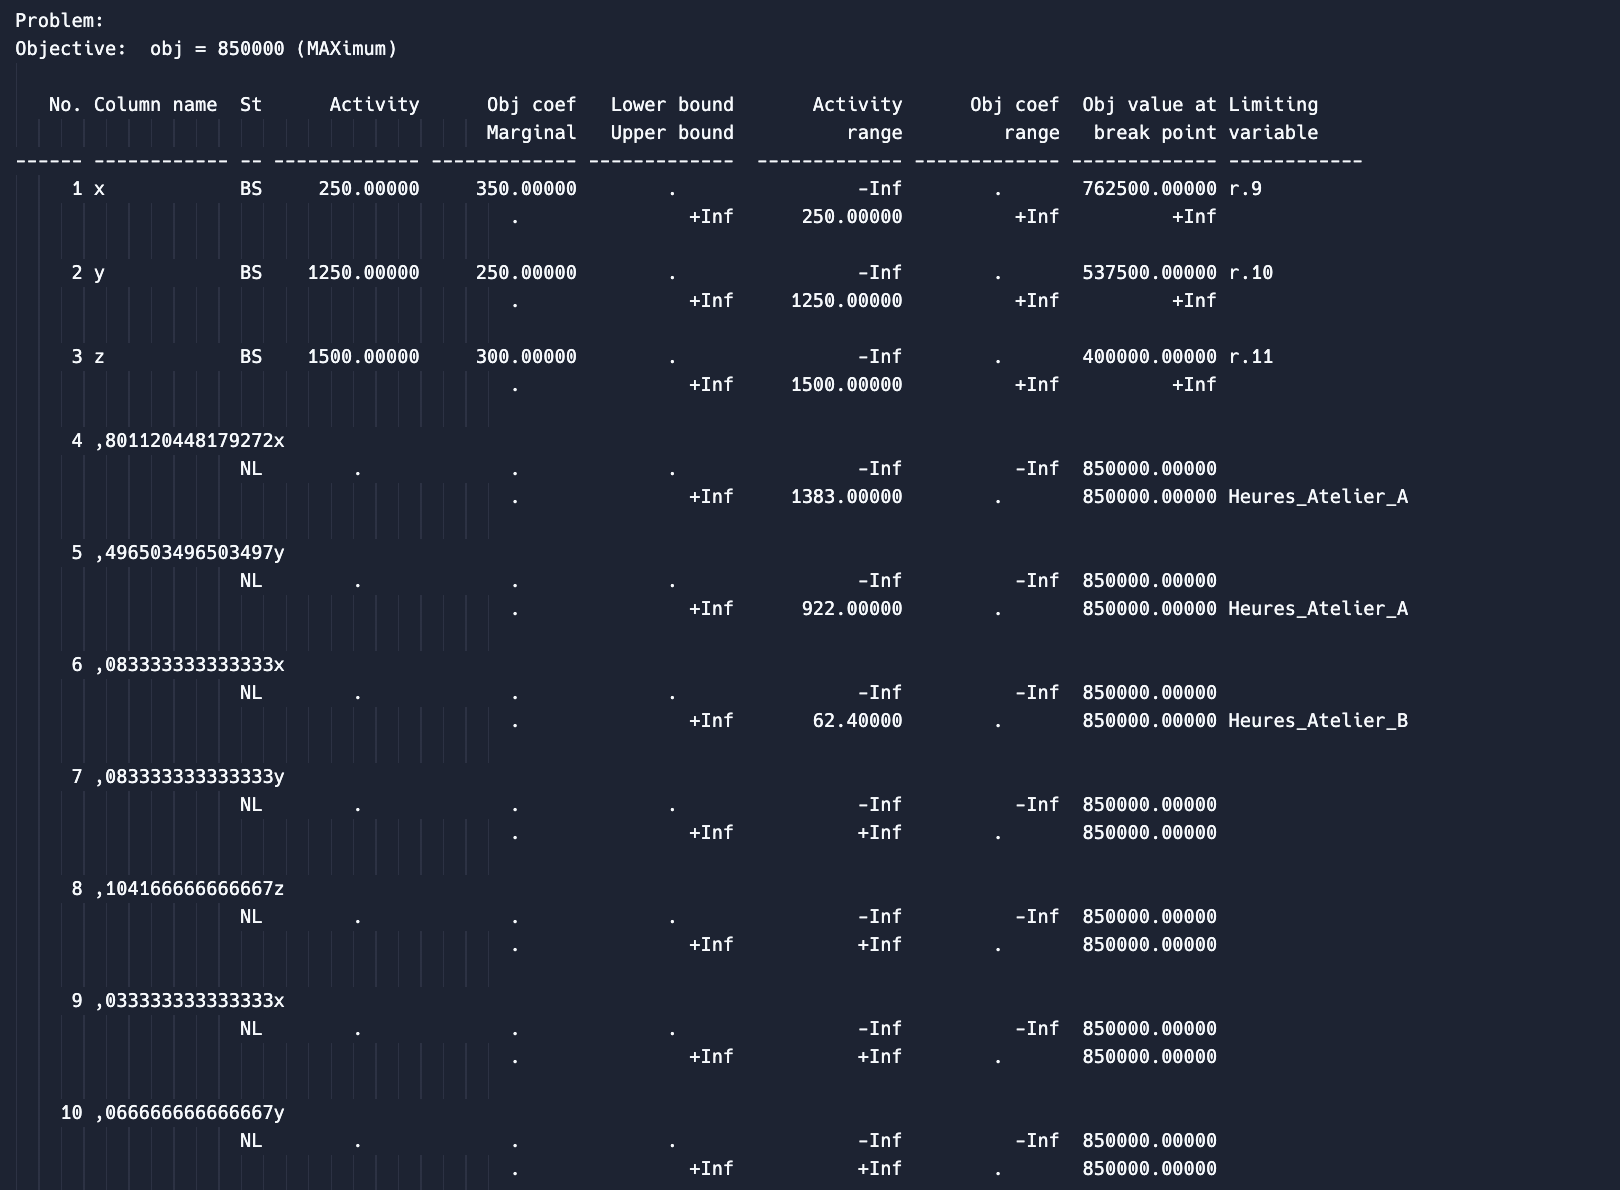 Problem:
Objective:  obj = 850000 (MAXimum)
No. Column name  St      Activity      Obj coef   Lower bound       Activity      Obj coef  Obj value at Limiting
Marginal   Upper bound          range         range   break point variable
------ ------------ -- ------------- ------------- -------------  ------------- ------------- ------------- ------------
1 x            BS     250.00000     350.00000        .               -Inf        .       762500.00000 r.9
.               +Inf     250.00000          +Inf          +Inf
2 y            BS    1250.00000     250.00000        .               -Inf        .       537500.00000 r.10
.               +Inf    1250.00000          +Inf          +Inf
3 z            BS    1500.00000     300.00000        .               -Inf        .       400000.00000 r.11
.               +Inf    1500.00000          +Inf          +Inf
4 ,801120448179272x
NL        .             .             .               -Inf          -Inf  850000.00000
.               +Inf    1383.00000        .       850000.00000 Heures_Atelier_A
5 ,496503496503497y
NL        .             .             .               -Inf          -Inf  850000.00000
.               +Inf     922.00000        .       850000.00000 Heures_Atelier_A
6 ,083333333333333x
NL        .             .             .               -Inf          -Inf  850000.00000
.               +Inf      62.40000        .       850000.00000 Heures_Atelier_B
7 ,083333333333333y
NL        .             .             .               -Inf          -Inf  850000.00000
.               +Inf          +Inf        .       850000.00000
8 ,104166666666667z
NL        .             .             .               -Inf          -Inf  850000.00000
.               +Inf          +Inf        .       850000.00000
9 ,033333333333333x
NL        .             .             .               -Inf          -Inf  850000.00000
.               +Inf          +Inf        .       850000.00000
10 ,066666666666667y
NL        .             .             .               -Inf          -Inf  850000.00000
.               +Inf          +Inf        .       850000.00000